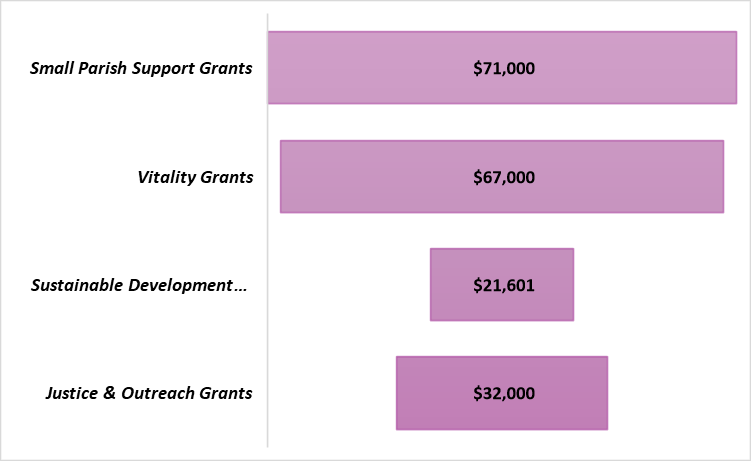 Small Parish Support Grants
$71,000
Vitality Grants
$67,000
Sustainable Development...
$21,601
Justice & Outreach Grants
$32,000